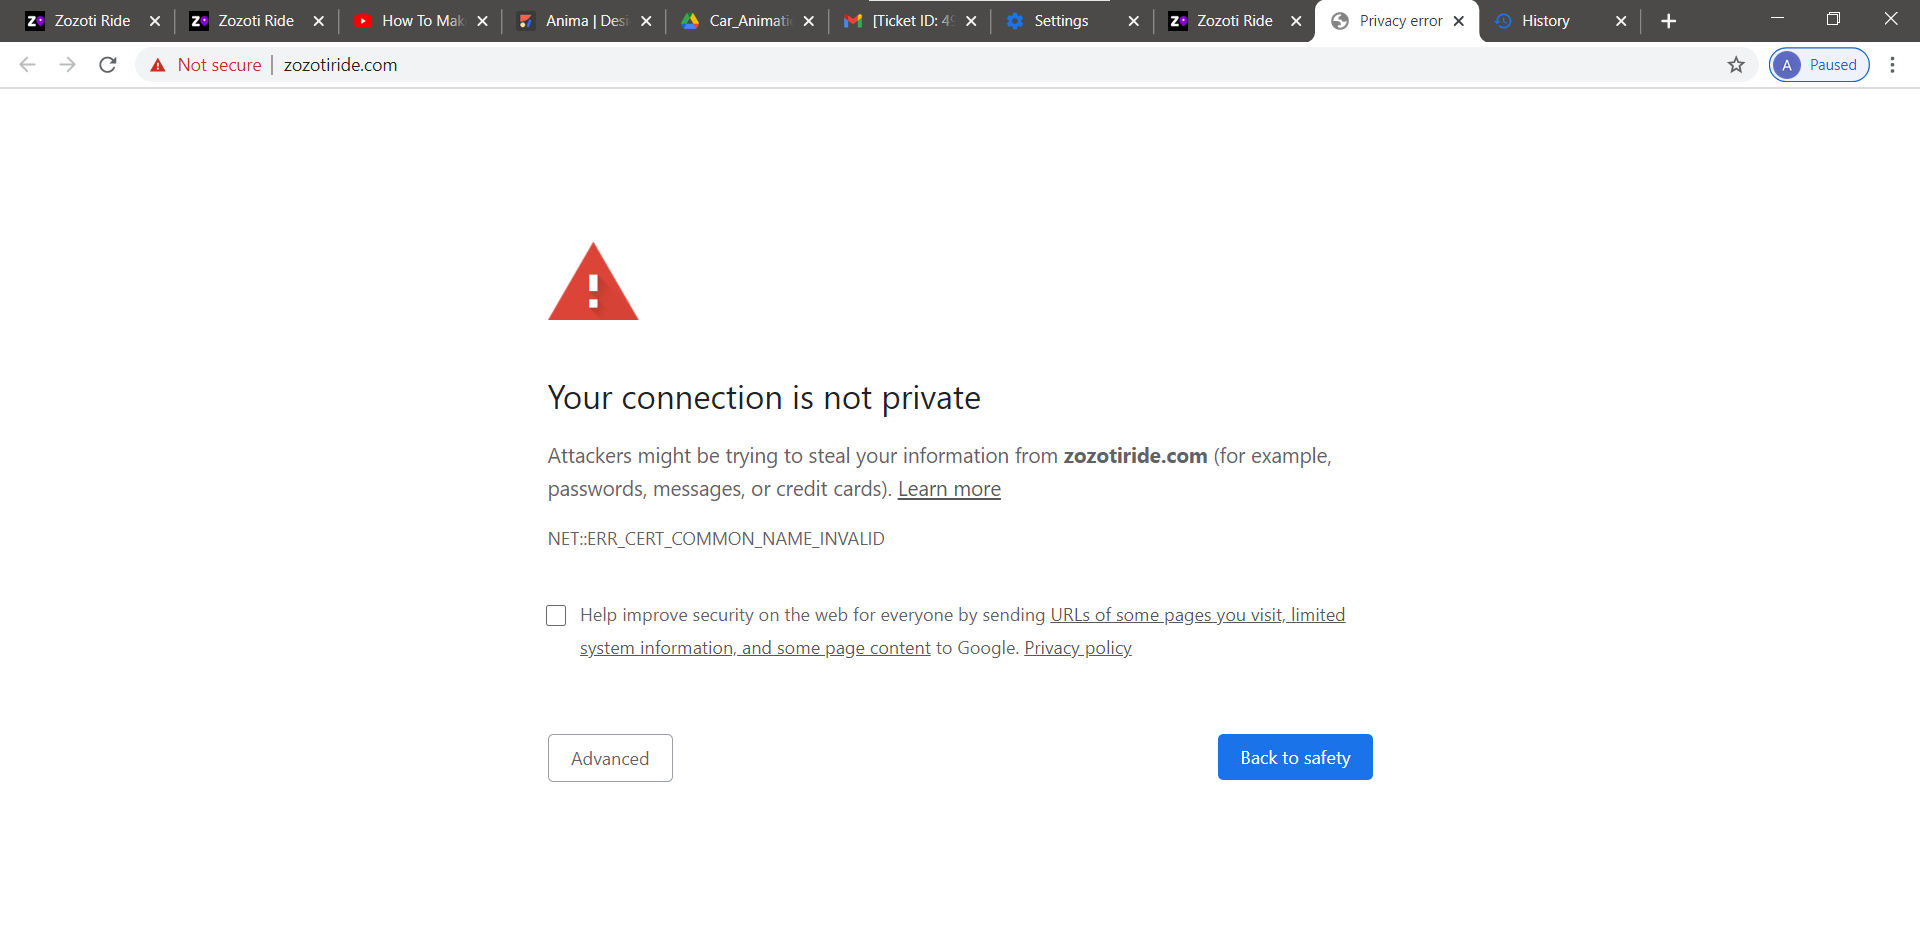 Zozoti Ride
Zozoti Ride
How To Mak
Anima | Desi
Car_Animati
[Ticket ID: 49
Settings
Zozoti Ride
Privacy error
History
Not secure | zozotiride.com
A Paused
Your connection is not private
Attackers might be trying to steal your information from zozotiride.com (for example,
passwords, messages, or credit cards). Learn more
NET::ERR_CERT_COMMON_NAME_INVALID
Help improve security on the web for everyone by sending URLs of some pages you visit, limited
system information, and some page content to Google. Privacy policy
Advanced
Back to safety